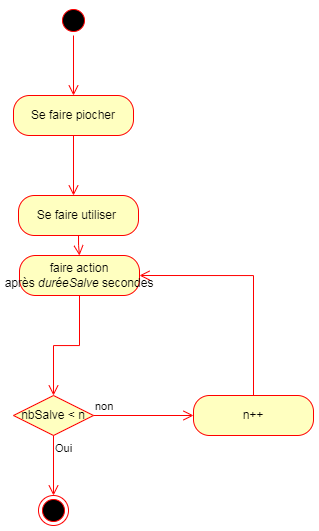 Se faire piocher
Se faire utiliser
faire action
après duréeSalve secondes
nbSalve < n
non
n++
Oui